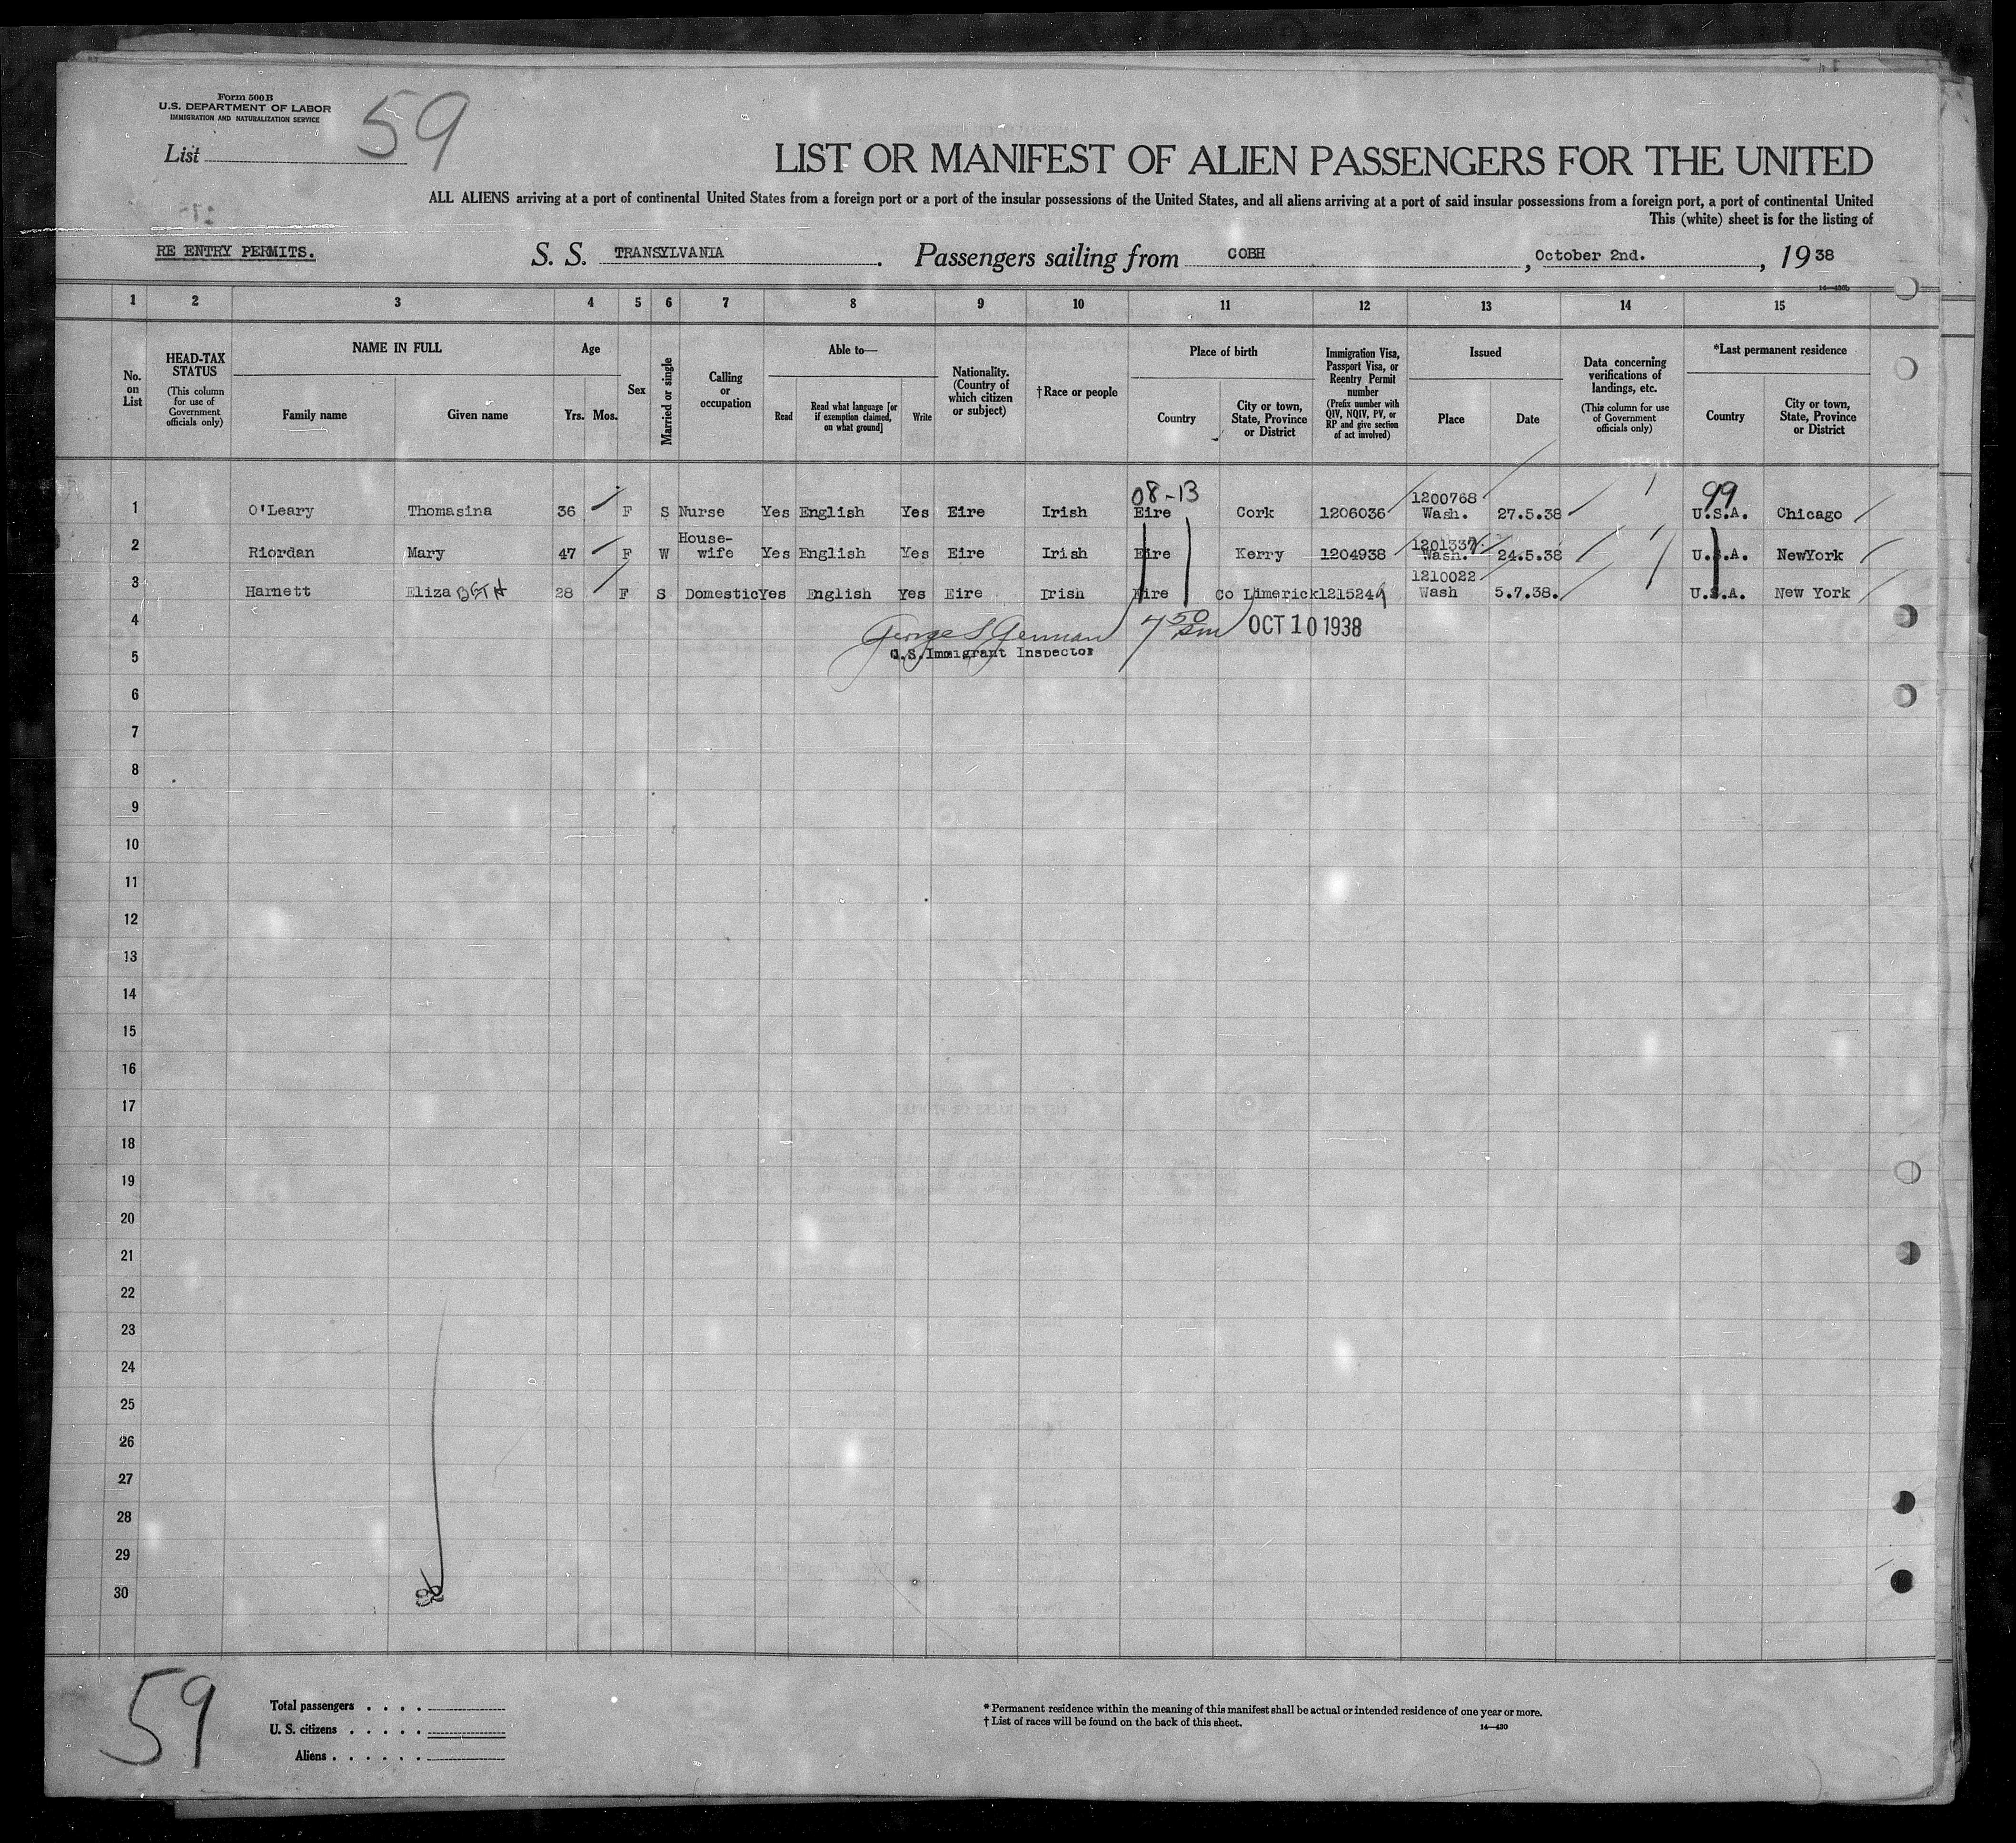 Form 500B
U.S. DEPARTMENT OF LABOR
IMMIGRATION AND NATURALIZATION SERVICE
List 59
LIST OR MANIFEST OF ALIEN PASSENGERS FOR THE UNITED
ALL ALIENS arriving at a port of continental United States from a foreign port or a port of the insular possessions of the United States, and all aliens arriving at a port of said insular possessions from a foreign port, a port of continental United
This (white) sheet is for the listing of
RE ENTRY PERMITS. S. S. TRANSYLVANIA. Passengers sailing from COBH, October 2nd., 1938
1 2 3 4 5 6 7 8 9 10 11 12 13 14 15
No. on List
HEAD-TAX STATUS
(This column for use of Government officials only)
NAME IN FULL
Family name Given name
Age
Yrs. Mos.
Sex
Married or single
Calling or occupation
Able to—
Read
Read what language [or if exemption claimed, on what ground]
Write
Nationality. (Country of which citizen or subject)
†Race or people
Place of birth
Country
City or town, State, Province or District
Immigration Visa, Passport Visa, or Reentry Permit number
(Prefix number with QIV, NQIV, PV, or RP and give section of act involved)
Issued
Place Date
Data concerning verifications of landings, etc.
(This column for use of Government officials only)
*Last permanent residence
Country
City or town, State, Province or District
08-13 1200768 99
1 O'Leary Thomasina 36 F S Nurse Yes English Yes Eire Irish Eire Cork 1206036 Wash. 27.5.38 U.S.A. Chicago
House-
2 Riordan Mary 47 F W wife Yes English Yes Eire Irish Eire Kerry 1204938 Wash. 24.5.38 U.S.A. NewYork
1210022
3 Harnett ElizaBETH 28 F S Domestic Yes English Yes Eire Irish Eire Co Limerick Wash 5.7.38. U.S.A. New York
4 George S German 7 50 OCT 10 1938
5 U.S.Immigrant Inspector
6
7
8
9
10
11
12
13
14
15
16
17
18
19
20
21
22
23
24
25
26
27
28
29
30
59
Total passengers . . . .
U. S. citizens . . . . .
Aliens . . . . . .
* Permanent residence within the meaning of this manifest shall be actual or intended residence of one year or more.
† List of races will be found on the back of this sheet.
14—430